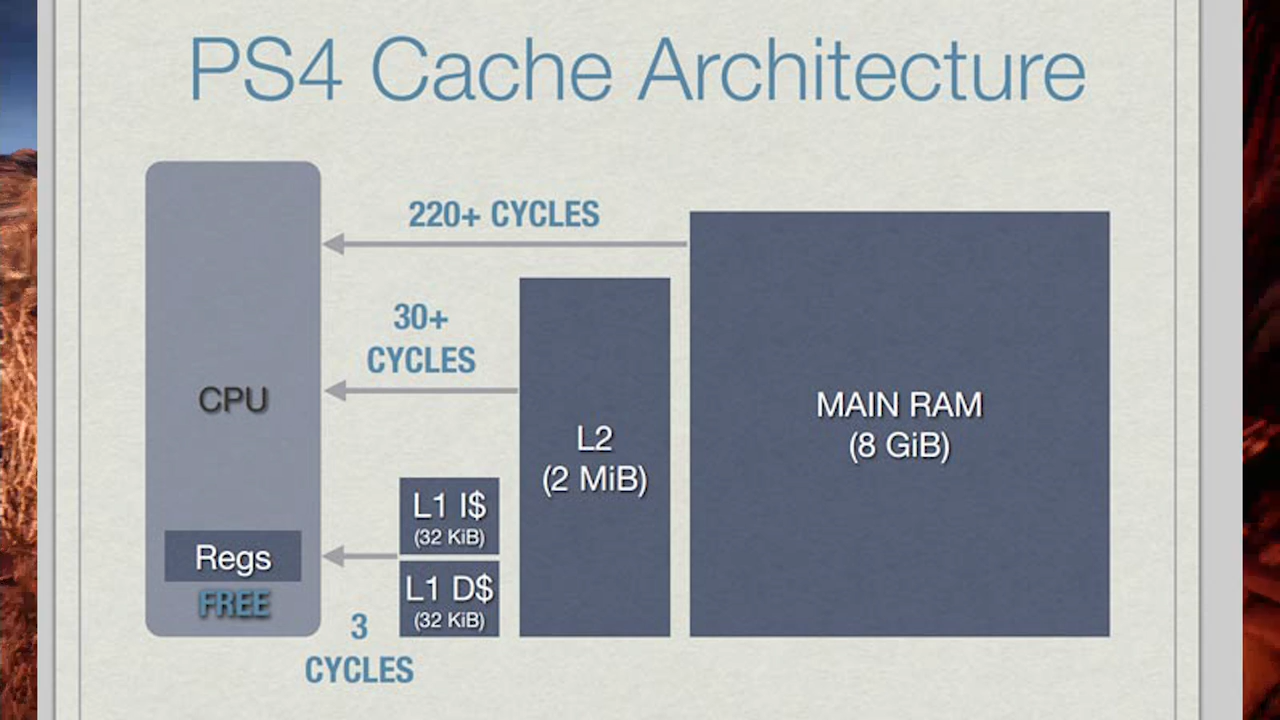 PS4 Cache Architecture
220+ CYCLES
30+
CYCLES
CPU
L2
(2 MiB)
MAIN RAM
(8 GiB)
L1 I$
(32 KiB)
Regs
FREE
L1 D$
(32 KiB)
3
CYCLES